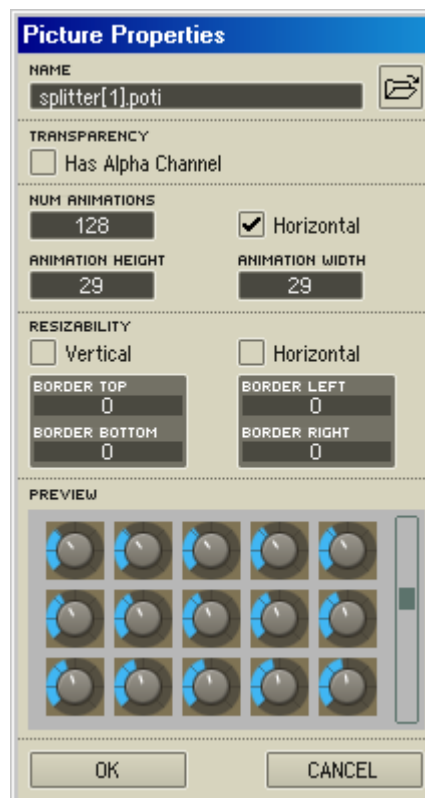 Picture Properties
NAME
splitter[1].poti
TRANSPARENCY
Has Alpha Channel
NUM ANIMATIONS
128 Horizontal
ANIMATION HEIGHT ANIMATION WIDTH
29 29
RESIZABILITY
Vertical Horizontal
BORDER TOP BORDER LEFT
0 0
BORDER BOTTOM BORDER RIGHT
0 0
PREVIEW
OK CANCEL